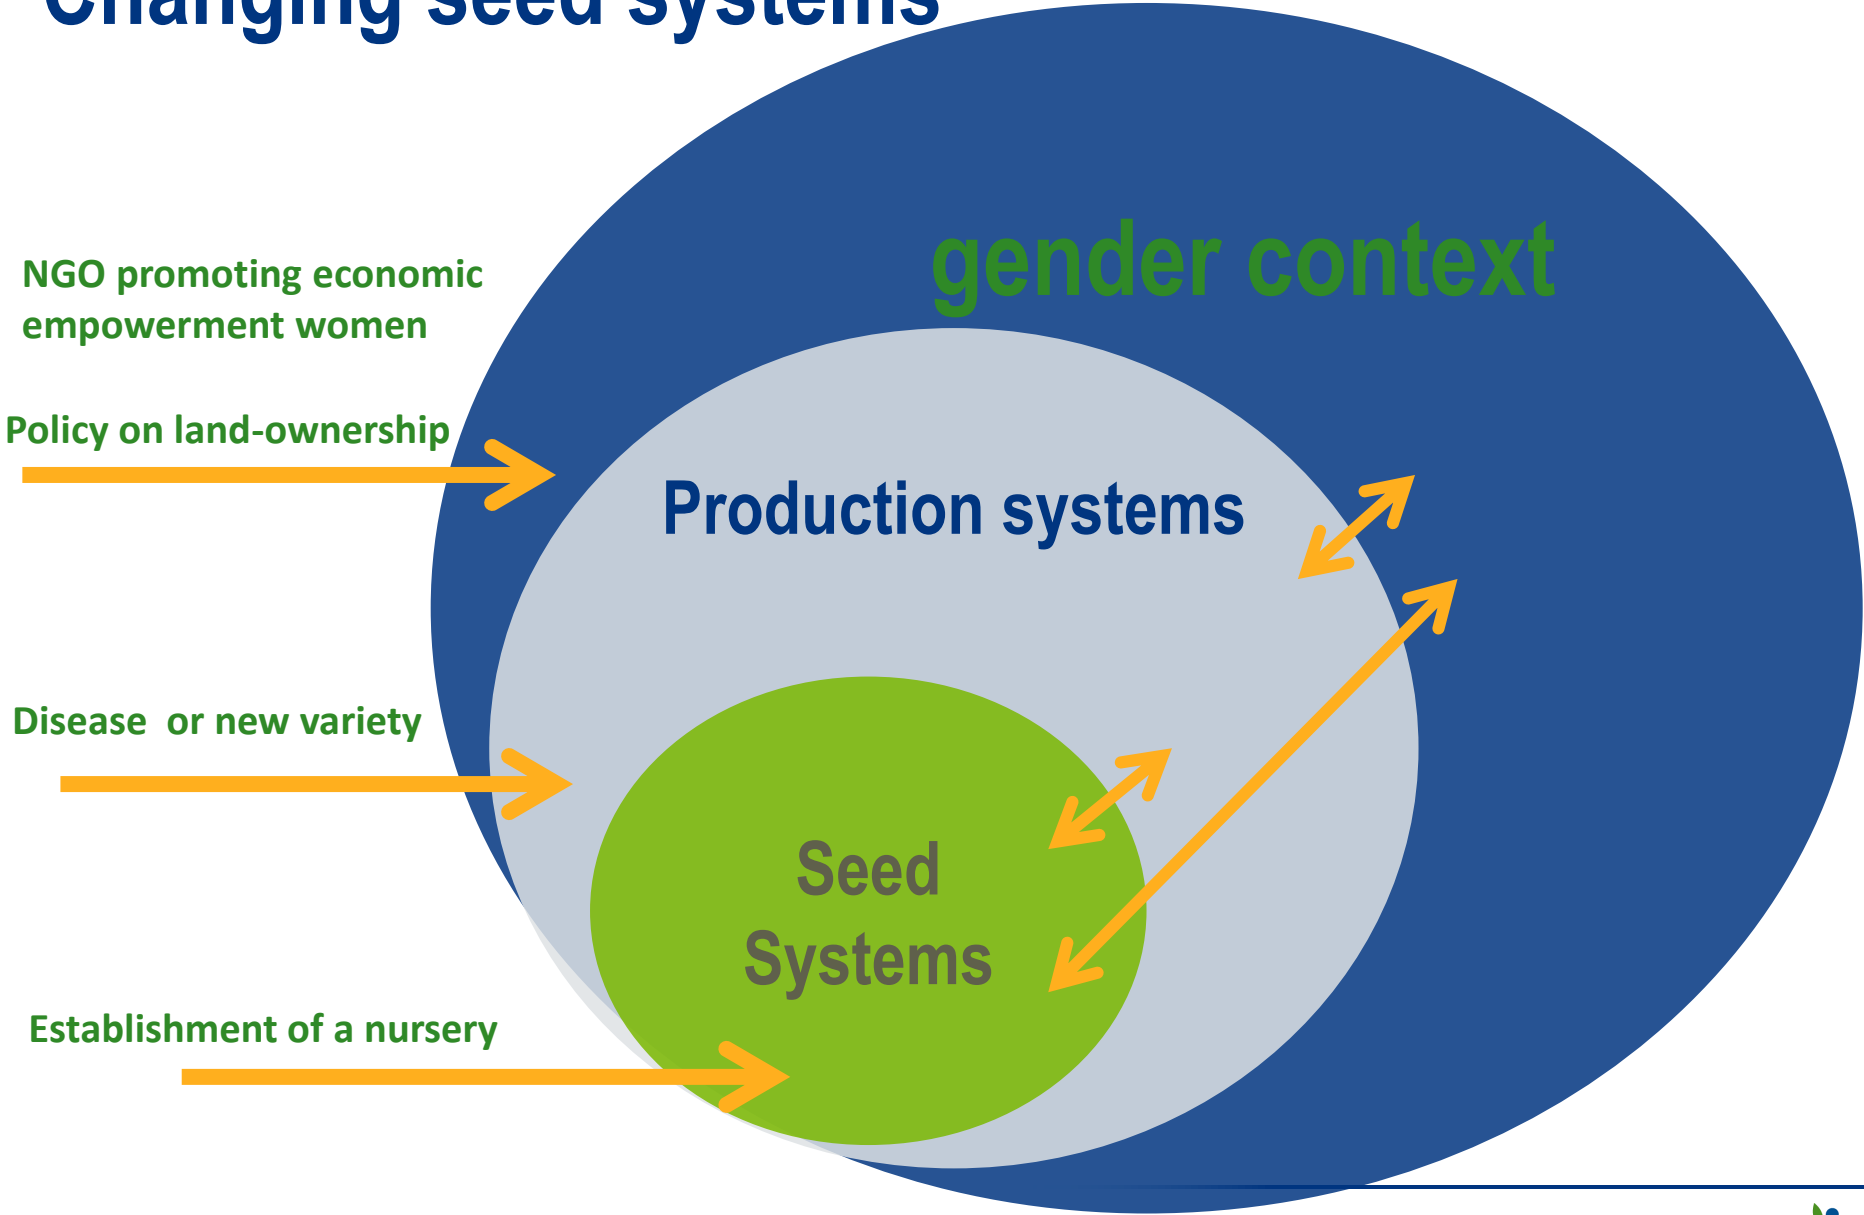 Changing seed systems
gender context
NGO promoting economic
empowerment women
Policy on land-ownership
Production systems
Disease  or new variety
Seed
Systems
Establishment of a nursery